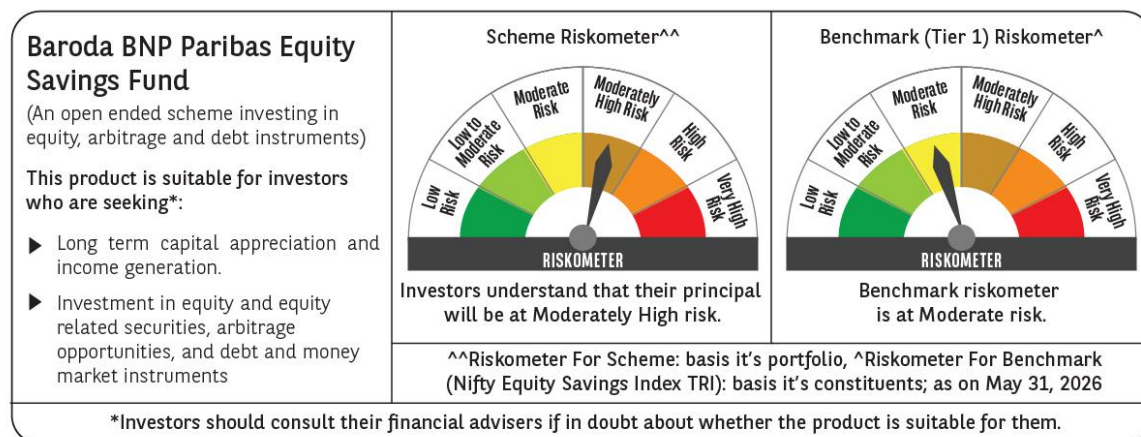 Baroda BNP Paribas Equity
Savings Fund
(An open ended scheme investing in
equity, arbitrage and debt instruments)
This product is suitable for investors
who are seeking*:
▶ Long term capital appreciation and
income generation.
▶ Investment in equity and equity
related securities, arbitrage
opportunities, and debt and money
market instruments
Scheme Riskometer^^
Low
Risk
Low to
Moderate
Risk
Moderate
Risk
Moderately
High Risk
High
Risk
Very High
Risk
RISKOMETER
Investors understand that their principal
will be at Moderately High risk.
Benchmark (Tier 1) Riskometer^
Low
Risk
Low to
Moderate
Risk
Moderate
Risk
Moderately
High Risk
High
Risk
Very High
Risk
RISKOMETER
Benchmark riskometer
is at Moderate risk.
^^Riskometer For Scheme: basis it's portfolio, ^Riskometer For Benchmark
(Nifty Equity Savings Index TRI): basis it's constituents; as on May 31, 2026
*Investors should consult their financial advisers if in doubt about whether the product is suitable for them.